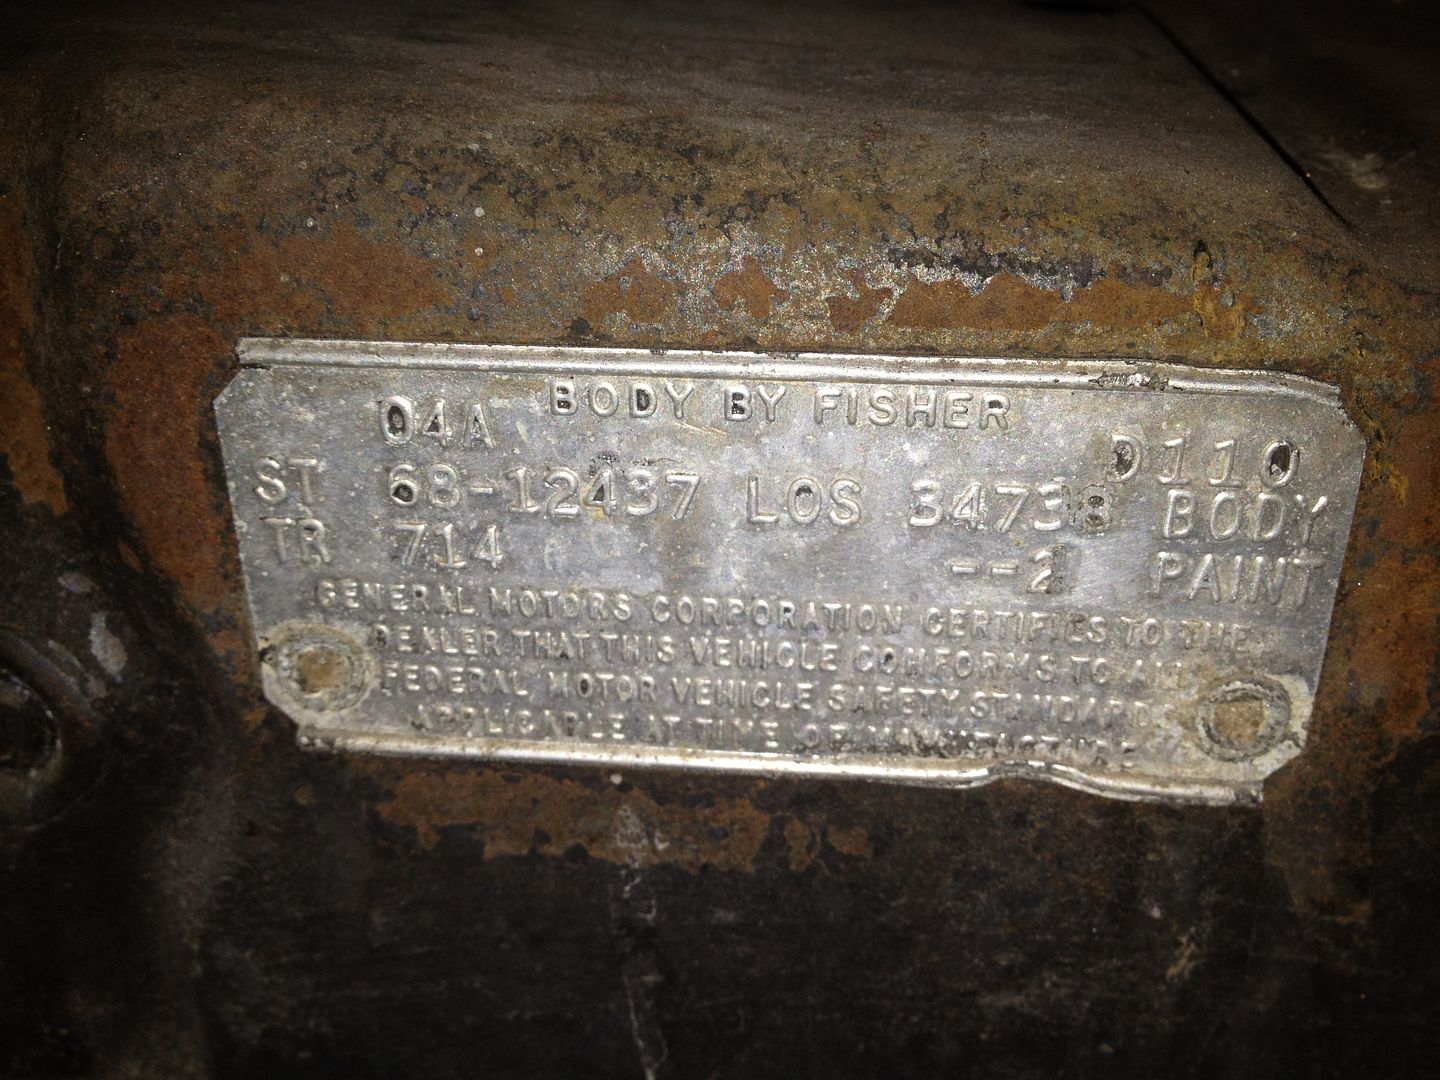 BODY BY FISHER
04A D110
ST 68-12437 LOS 34738 BODY
TR 714 --2 PAINT
GENERAL MOTORS CORPORATION CERTIFIES TO THE
DEALER THAT THIS VEHICLE CONFORMS TO ALL
FEDERAL MOTOR VEHICLE SAFETY STANDARDS
APPLICABLE AT TIME OF MANUFACTURE